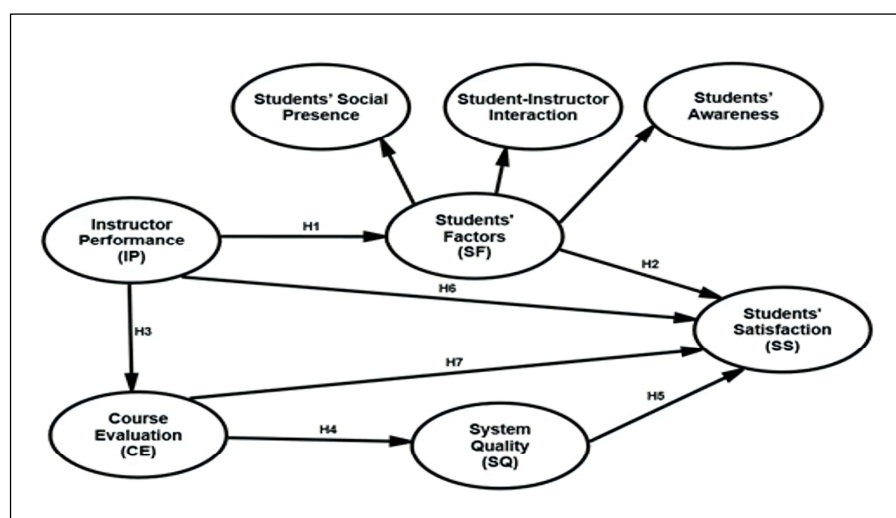 Students' Social
Presence
Student-Instructor
Interaction
Students'
Awareness
Instructor
Performance
(IP)
H1
Students'
Factors
(SF)
H2
H6
Students'
Satisfaction
(SS)
H3
H7
Course
Evaluation
(CE)
H4
System
Quality
(SQ)
H5